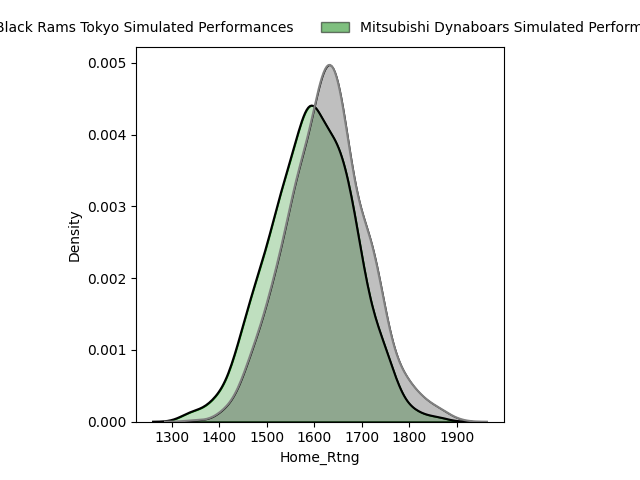 Black Rams Tokyo Simulated Performances
Mitsubishi Dynaboars Simulated Perform
0.005
0.004
0.003
0.002
0.001
0.000
Density
1300 1400 1500 1600 1700 1800 1900
Home_Rtng